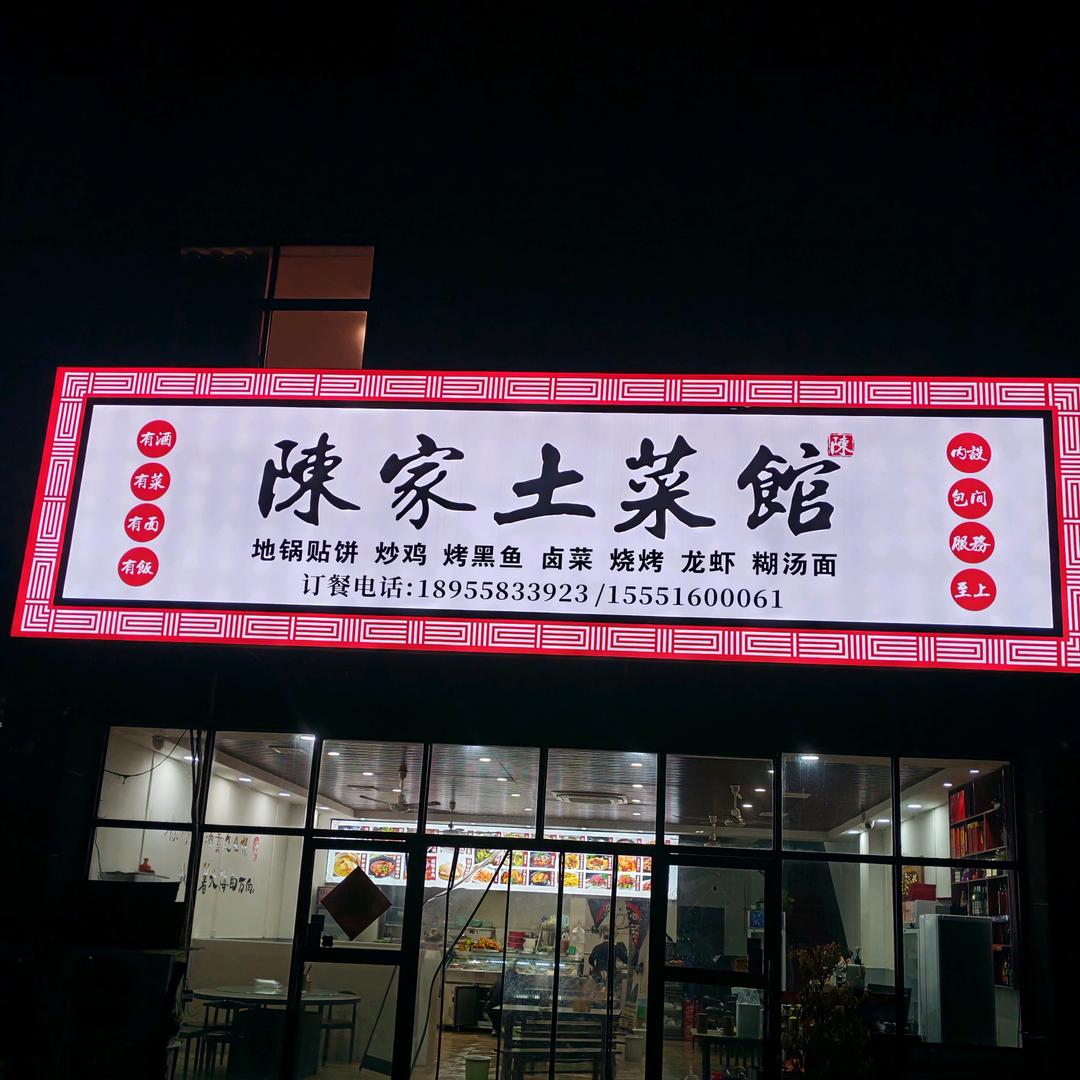 有酒
有菜
有面
有飯
陳家土菜館
陳
地锅贴饼 炒鸡 烤黑鱼 卤菜 烧烤 龙虾 糊汤面
订餐电话:18955833923/15551600061
内設
包间
服務
至上